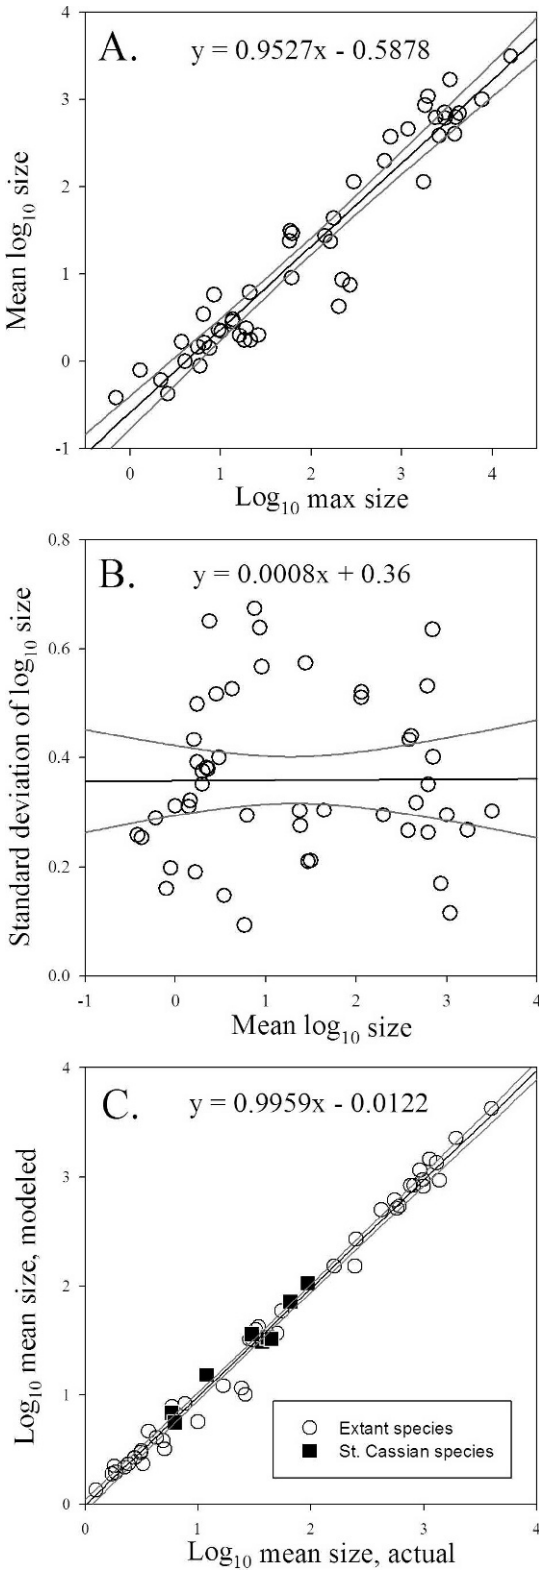 A.
y = 0.9527x - 0.5878
4
3
2
1
0
-1
Mean log10 size
0
1
2
3
4
Log10 max size
B.
y = 0.0008x + 0.36
0.8
0.6
0.4
0.2
0.0
Standard deviation of log10 size
-1
0
1
2
3
4
Mean log10 size
C.
y = 0.9959x - 0.0122
4
3
2
1
0
Log10 mean size, modeled
Extant species
St. Cassian species
0
1
2
3
4
Log10 mean size, actual